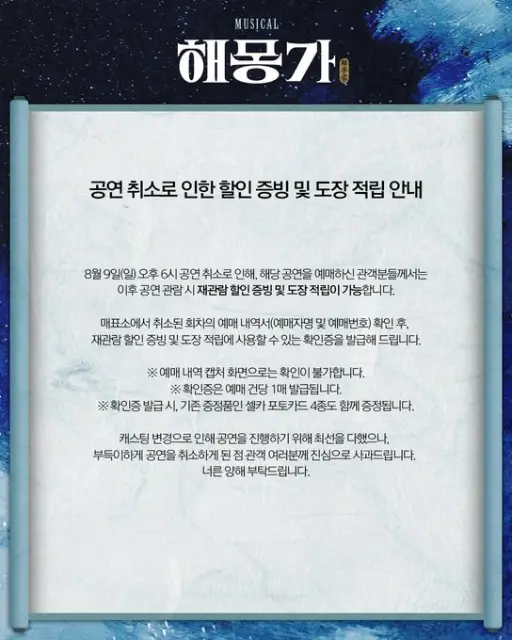 MUSICAL
해몽가
공연 취소로 인한 할인 증빙 및 도장 적립 안내
8월 9일(일) 오후 6시 공연 취소로 인해, 해당 공연을 예매하신 관객분들께서는
이후 공연 관람 시 재관람 할인 증빙 및 도장 적립이 가능합니다.
매표소에서 취소된 회차의 예매 내역서(예매자명 및 예매번호) 확인 후,
재관람 할인 증빙 및 도장 적립에 사용할 수 있는 확인증을 발급해 드립니다.
※ 예매 내역 캡처 화면으로는 확인이 불가합니다.
※ 확인증은 예매 건당 1매 발급됩니다.
※ 확인증 발급 시, 기존 증정품인 셀카 포토카드 4종도 함께 증정됩니다.
캐스팅 변경으로 인해 공연을 진행하기 위해 최선을 다했으나,
부득이하게 공연을 취소하게 된 점 관객 여러분께 진심으로 사과드립니다.
너른 양해 부탁드립니다.